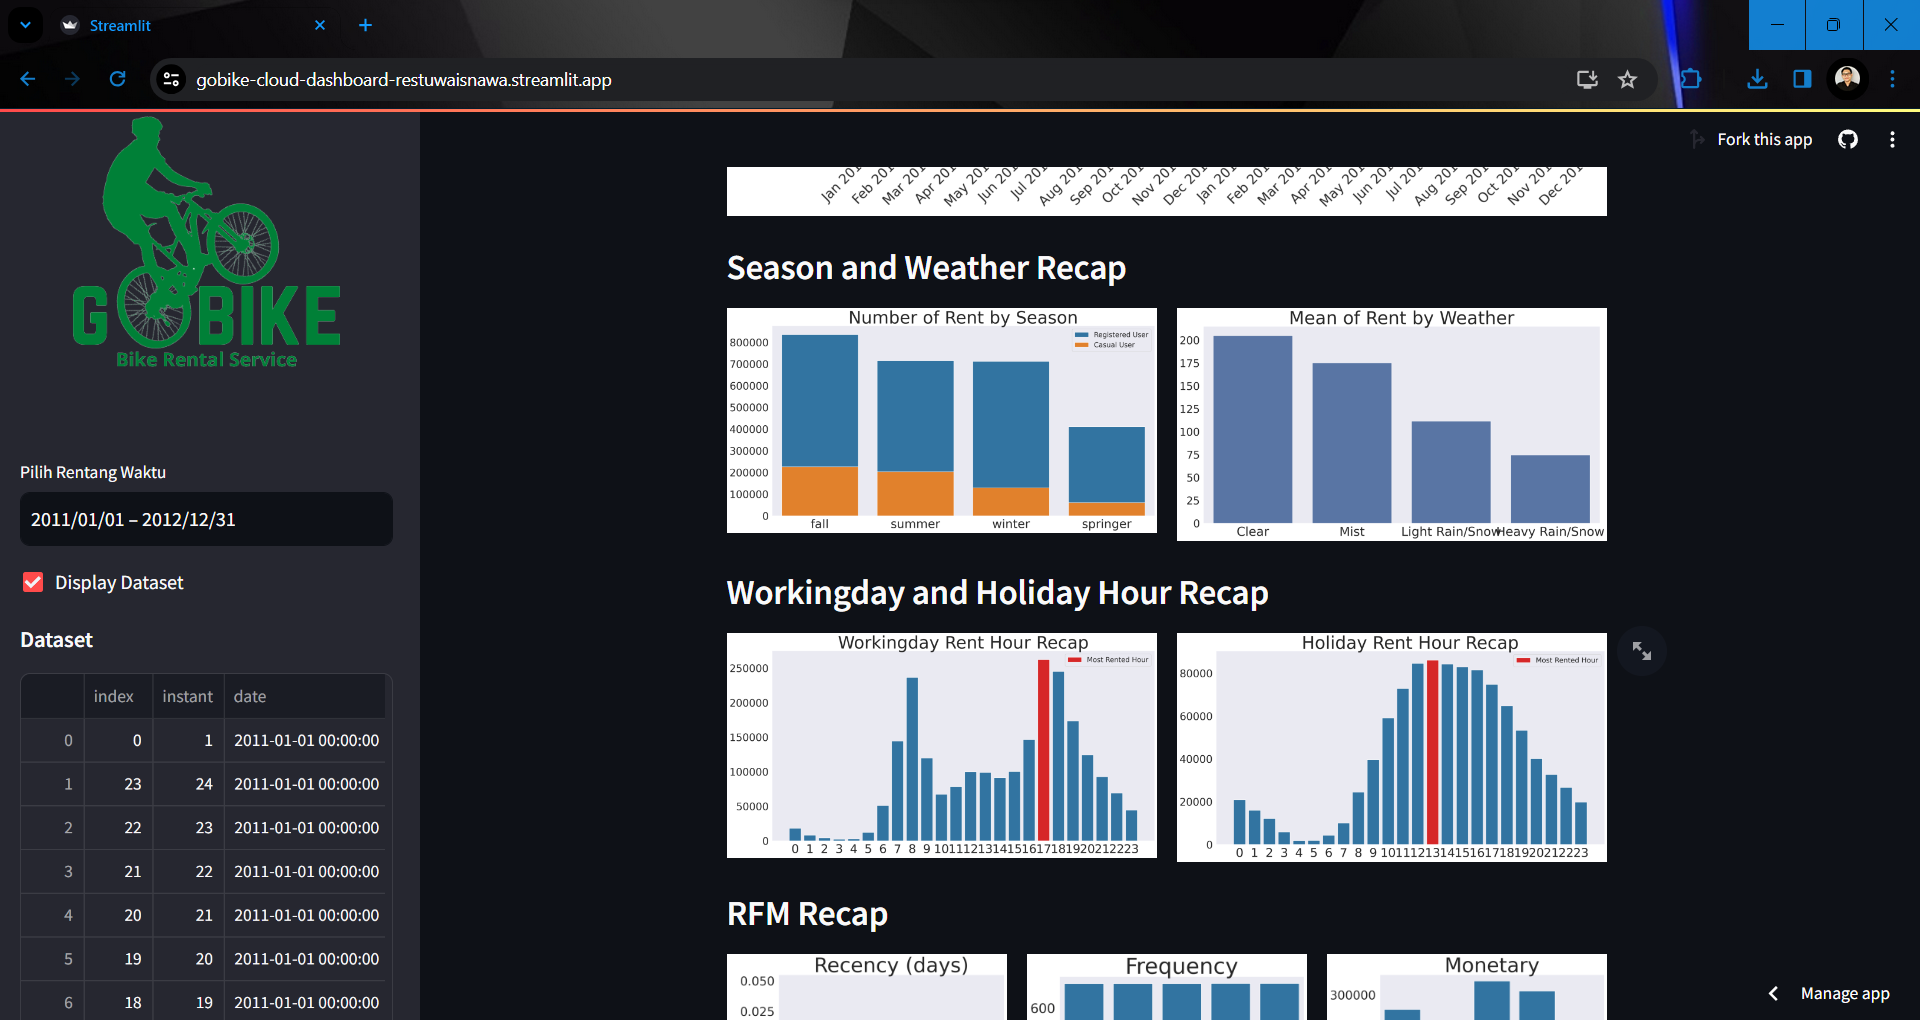 Streamlit
gobike-cloud-dashboard-restuwaisnawa.streamlit.app
Fork this app
GOBIKE
Bike Rental Service
Pilih Rentang Waktu
2011/01/01 – 2012/12/31
Display Dataset
Dataset
index instant date
0 0 1 2011-01-01 00:00:00
1 23 24 2011-01-01 00:00:00
2 22 23 2011-01-01 00:00:00
3 21 22 2011-01-01 00:00:00
4 20 21 2011-01-01 00:00:00
5 19 20 2011-01-01 00:00:00
6 18 19 2011-01-01 00:00:00
Jan 201 Feb 201 Mar 201 Apr 201 May 201 Jun 201 Jul 201 Aug 201 Sep 201 Oct 201 Nov 201 Dec 201 Jan 201 Feb 201 Mar 201 Apr 201 May 201 Jun 201 Jul 201 Aug 201 Sep 201 Oct 201 Nov 201 Dec 201
Season and Weather Recap
Number of Rent by Season
Registered User
Casual User
800000
700000
600000
500000
400000
300000
200000
100000
0
fall summer winter springer
Mean of Rent by Weather
200
175
150
125
100
75
50
25
0
Clear Mist Light Rain/Snow Heavy Rain/Snow
Workingday and Holiday Hour Recap
Workingday Rent Hour Recap
Most Rented Hour
250000
200000
150000
100000
50000
0
0 1 2 3 4 5 6 7 8 9 10 11 12 13 14 15 16 17 18 19 20 21 22 23
Holiday Rent Hour Recap
Most Rented Hour
80000
60000
40000
20000
0
0 1 2 3 4 5 6 7 8 9 10 11 12 13 14 15 16 17 18 19 20 21 22 23
RFM Recap
Recency (days)
0.050
0.025
Frequency
600
Monetary
300000
Manage app